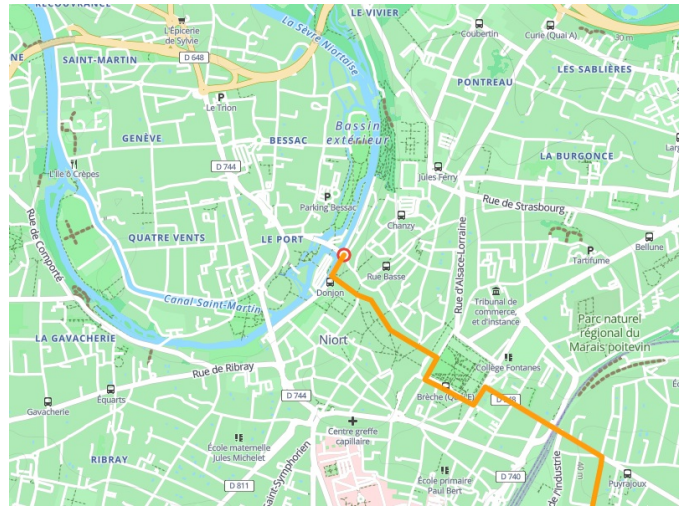 RECOUVRANCE
L'Épicerie
de Sylvie
La Sèvre Niortaise
LE VIVIER
Coubertin
Curie (Quai A)
30 m
NE
SAINT-MARTIN
D 648
LES SABLIÈRES
PONTREAU
Le Trion
Bassin
extérieur
GENÈVE
BESSAC
LA BURGONCE
L'île ô Crêpes
D 744
Jules Ferry
Parking Bessac
Rue de Strasbourg
Rue de Comporté
Chanzy
QUATRE VENTS
LE PORT
Rue d'Alsace-Lorraine
Bellune
Tartifume
Rue Basse
Donjon
Canal Saint-Martin
Tribunal de
commerce,
et d'instance
Parc naturel
régional du
Marais poitevin
LA GAVACHERIE
Niort
Collège Fontanes
Rue de Ribray
Équarts
D 744
Gavacherie
Centre greffe
capillaire
École maternelle
Jules Michelet
RIBRAY
Saint-Symphorien
D 811
École primaire
Paul Bert
D 740
de l'Industrie
40 m
Puyrajoux